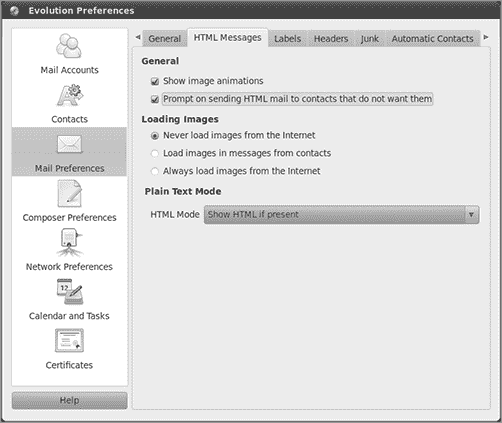 Evolution Preferences
Mail Accounts
Contacts
Mail Preferences
Composer Preferences
Network Preferences
12
Calendar and Tasks
Certificates
Help
General HTML Messages Labels Headers Junk Automatic Contacts
General
Show image animations
Prompt on sending HTML mail to contacts that do not want them
Loading Images
Never load images from the Internet
Load images in messages from contacts
Always load images from the Internet
Plain Text Mode
HTML Mode Show HTML if present